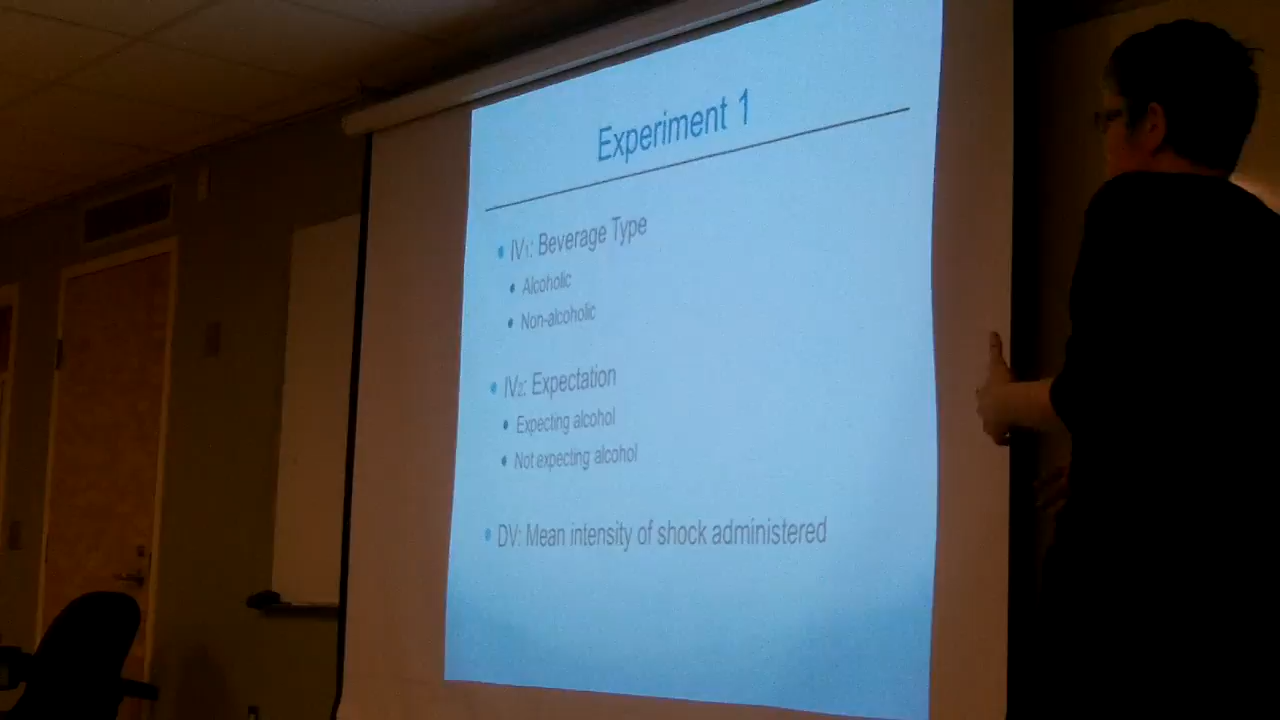 Experiment 1
• IV₁: Beverage Type
• Alcoholic
• Non-alcoholic
• IV₂: Expectation
• Expecting alcohol
• Not expecting alcohol
• DV: Mean intensity of shock administered